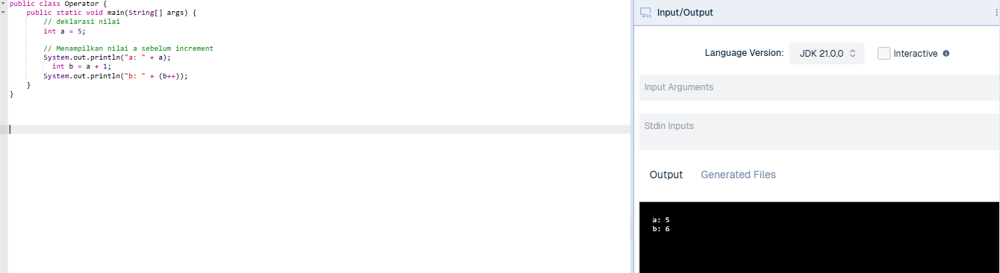 public class Operator {
    public static void main(String[] args) {
        // deklarasi nilai
        int a = 5;

        // Menampilkan nilai a sebelum increment
        System.out.println("a: " + a);
          int b = a + 1;
        System.out.println("b: " + (b++));
    }
}
Input/Output
Language Version: JDK 21.0.0 Interactive
Input Arguments
Stdin Inputs
Output Generated Files
a: 5
b: 6